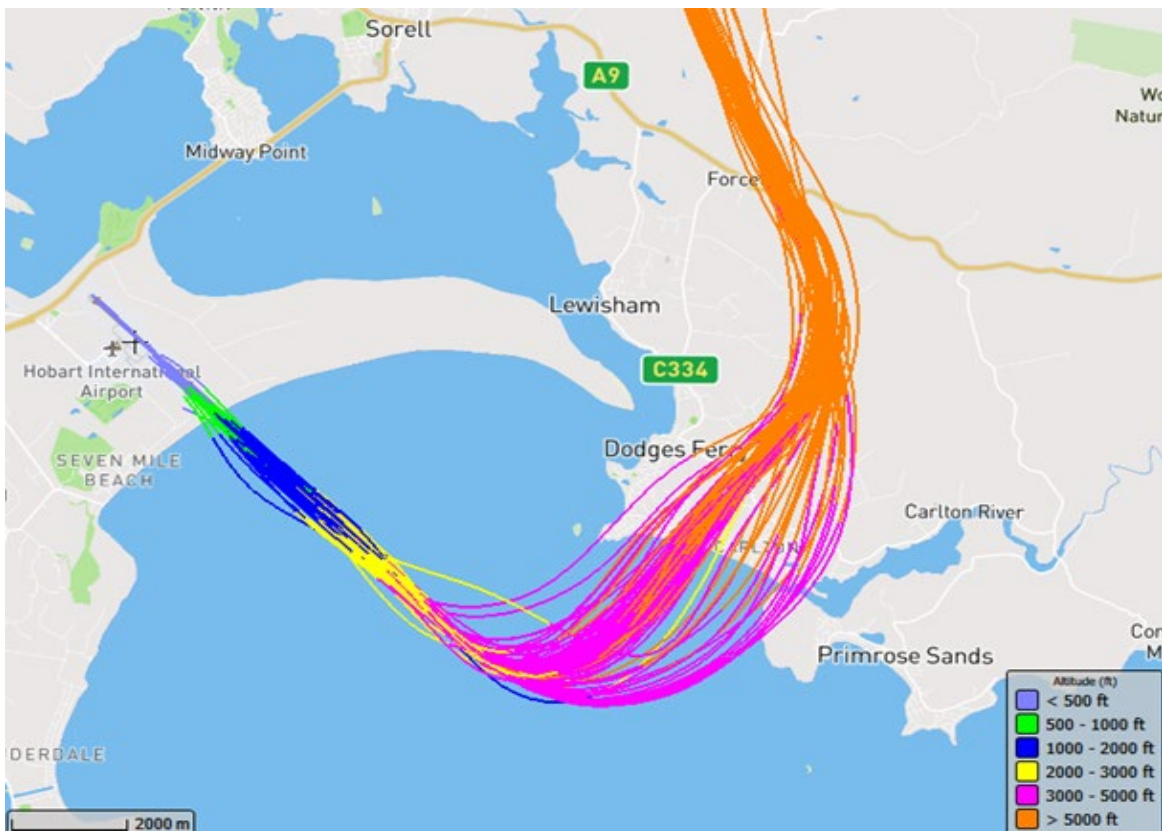 Sorell
A9
Midway Point
Force
Lewisham
Hobart International
Airport
C334
Dodges Ferry
SEVEN MILE
BEACH
Carlton River
CARLTON
Primrose Sands
DERDALE
2000 m
Altitude (ft)
< 500 ft
500 - 1000 ft
1000 - 2000 ft
2000 - 3000 ft
3000 - 5000 ft
> 5000 ft